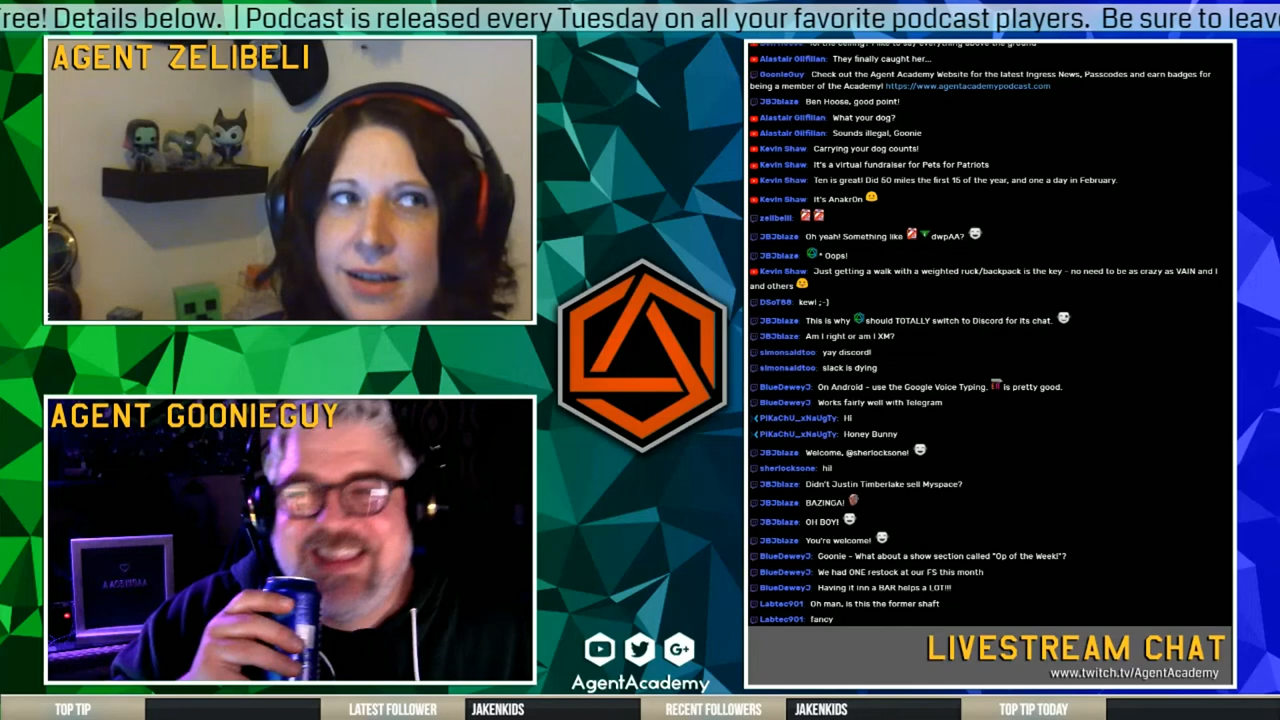 Free! Details below. | Podcast is released every Tuesday on all your favorite podcast players. Be sure to leav
AGENT ZELIBELI
Alastair Gilfillan: They finally caught her...
GoonieGuy: Check out the Agent Academy Website for the latest Ingress News, Passcodes and earn badges for
being a member of the Academy! https://www.agentacademypodcast.com
JBJblaze: Ben Hoose, good point!
Alastair Gilfillan: What your dog?
Alastair Gilfillan: Sounds illegal, Goonie
Kevin Shaw: Carrying your dog counts!
Kevin Shaw: It's a virtual fundraiser for Pets for Patriots
Kevin Shaw: Ten is great! Did 50 miles the first 15 of the year, and one a day in February.
Kevin Shaw: It's Anakr0n
zelibelli:
JBJblaze: Oh yeah! Something like dwpAA?
JBJblaze: * Oops!
Kevin Shaw: Just getting a walk with a weighted ruck/backpack is the key - no need to be as crazy as VAIN and I
and others
DSoT88: kewl ;-)
JBJblaze: This is why should TOTALLY switch to Discord for its chat.
JBJblaze: Am I right or am I XM?
simonsaidtoo: yay discord!
simonsaidtoo: slack is dying
BlueDeweyJ: On Android - use the Google Voice Typing. is pretty good.
BlueDeweyJ: Works fairly well with Telegram
PiKaChU_xNaUgTy: Hi
PiKaChU_xNaUgTy: Honey Bunny
JBJblaze: Welcome, @sherlocksone!
sherlocksone: hi!
JBJblaze: Didn't Justin Timberlake sell Myspace?
JBJblaze: BAZINGA!
JBJblaze: OH BOY!
JBJblaze: You're welcome!
BlueDeweyJ: Goonie - What about a show section called "Op of the Week!"?
BlueDeweyJ: We had ONE restock at our FS this month
BlueDeweyJ: Having it inn a BAR helps a LOT!!!
Labtec901: Oh man, is this the former shaft
Labtec901: fancy
AGENT GOONIEGUY
G+
AgentAcademy
LIVESTREAM CHAT
www.twitch.tv/AgentAcademy
TOP TIP
LATEST FOLLOWER
JAKENKIDS
RECENT FOLLOWERS
JAKENKIDS
TOP TIP TODAY